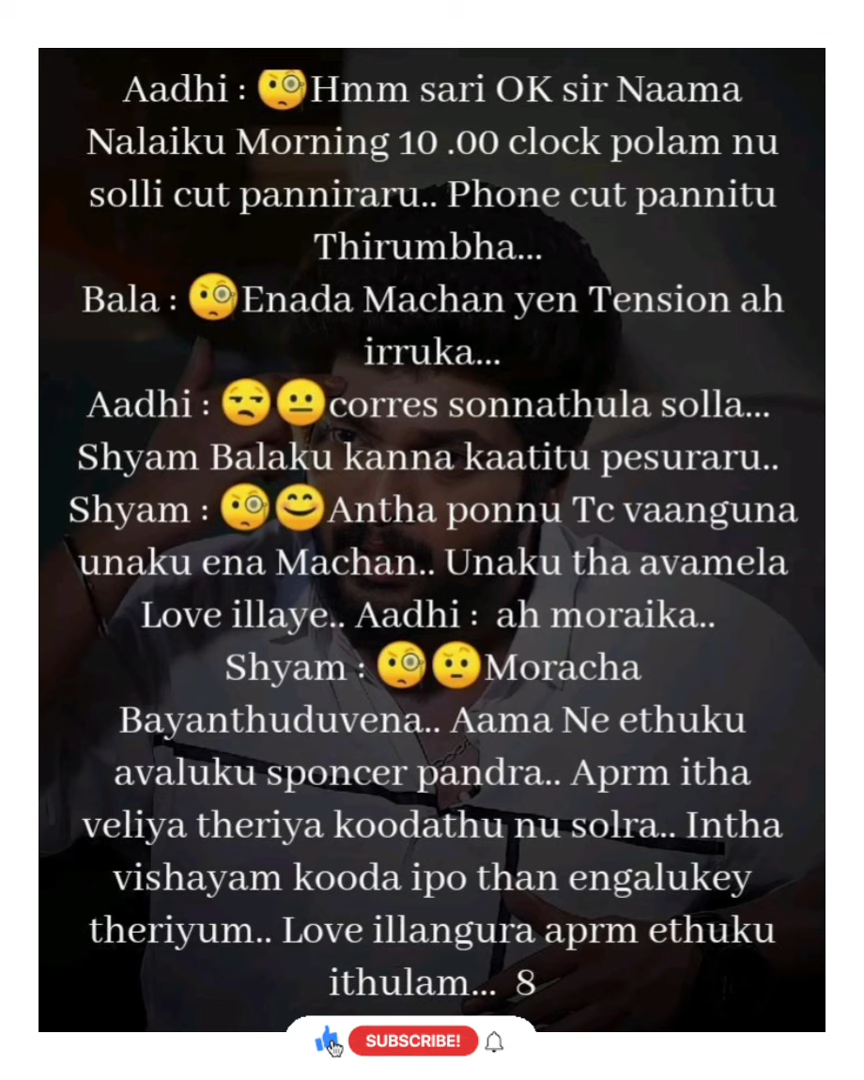 Aadhi : 🧐Hmm sari OK sir Naama
Nalaiku Morning 10 .00 clock polam nu
solli cut panniraru.. Phone cut pannitu
Thirumbha...
Bala : 🧐Enada Machan yen Tension ah
irruka...
Aadhi : 😒😐corres sonnathula solla...
Shyam Balaku kanna kaatitu pesuraru..
Shyam : 🧐😊Antha ponnu Tc vaanguna
unaku ena Machan.. Unaku tha avamela
Love illaye.. Aadhi :  ah moraika..
Shyam : 🧐🤨Moracha
Bayanthuduvena.. Aama Ne ethuku
avaluku sponcer pandra.. Aprm itha
veliya theriya koodathu nu solra.. Intha
vishayam kooda ipo than engalukey
theriyum.. Love illangura aprm ethuku
ithulam...  8
SUBSCRIBE!